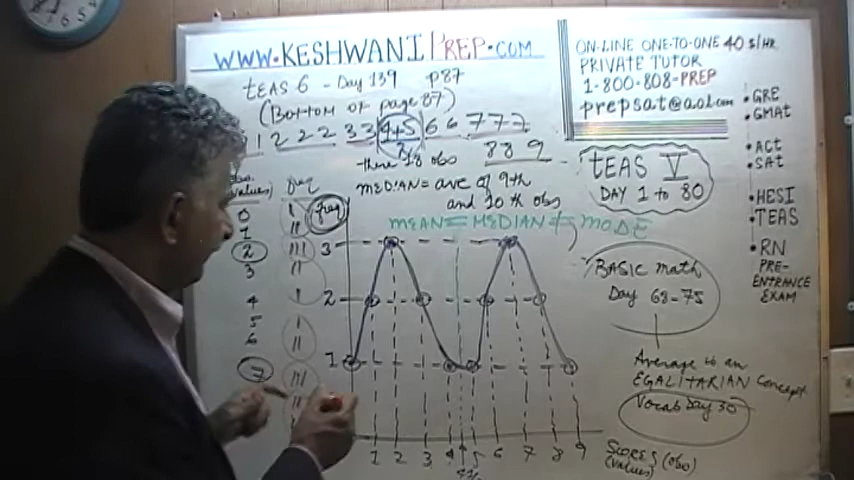 WWW.KESHWANIPREP.COM
TEAS 6 - Day 139 p87
(Bottom of page 87)
1 2 2 2 3 3 4+5 6 6 7 7 7
8 8 9
there 18 obs
MEDIAN = ave of 9th
and 10th obs
MEAN = MEDIAN ≠ MODE
ON-LINE ONE-TO-ONE 40 $/HR
PRIVATE TUTOR
1-800-808-PREP
prepsat@aol.com
GRE
GMAT
ACT
SAT
HESI
TEAS
RN
PRE-
ENTRANCE
EXAM
TEAS V
DAY 1 to 80
BASIC math
Day 68-75
Average is an
EGALITARIAN concept
Vocab Day 30
values) freq
0 |
1 ||
2 |||
3 ||
4 |
5 |
6 ||
7 |||
||
freq
3
2
1
1 2 3 4 5 6 7 8 9
4½
SCORES (obs)
(values)